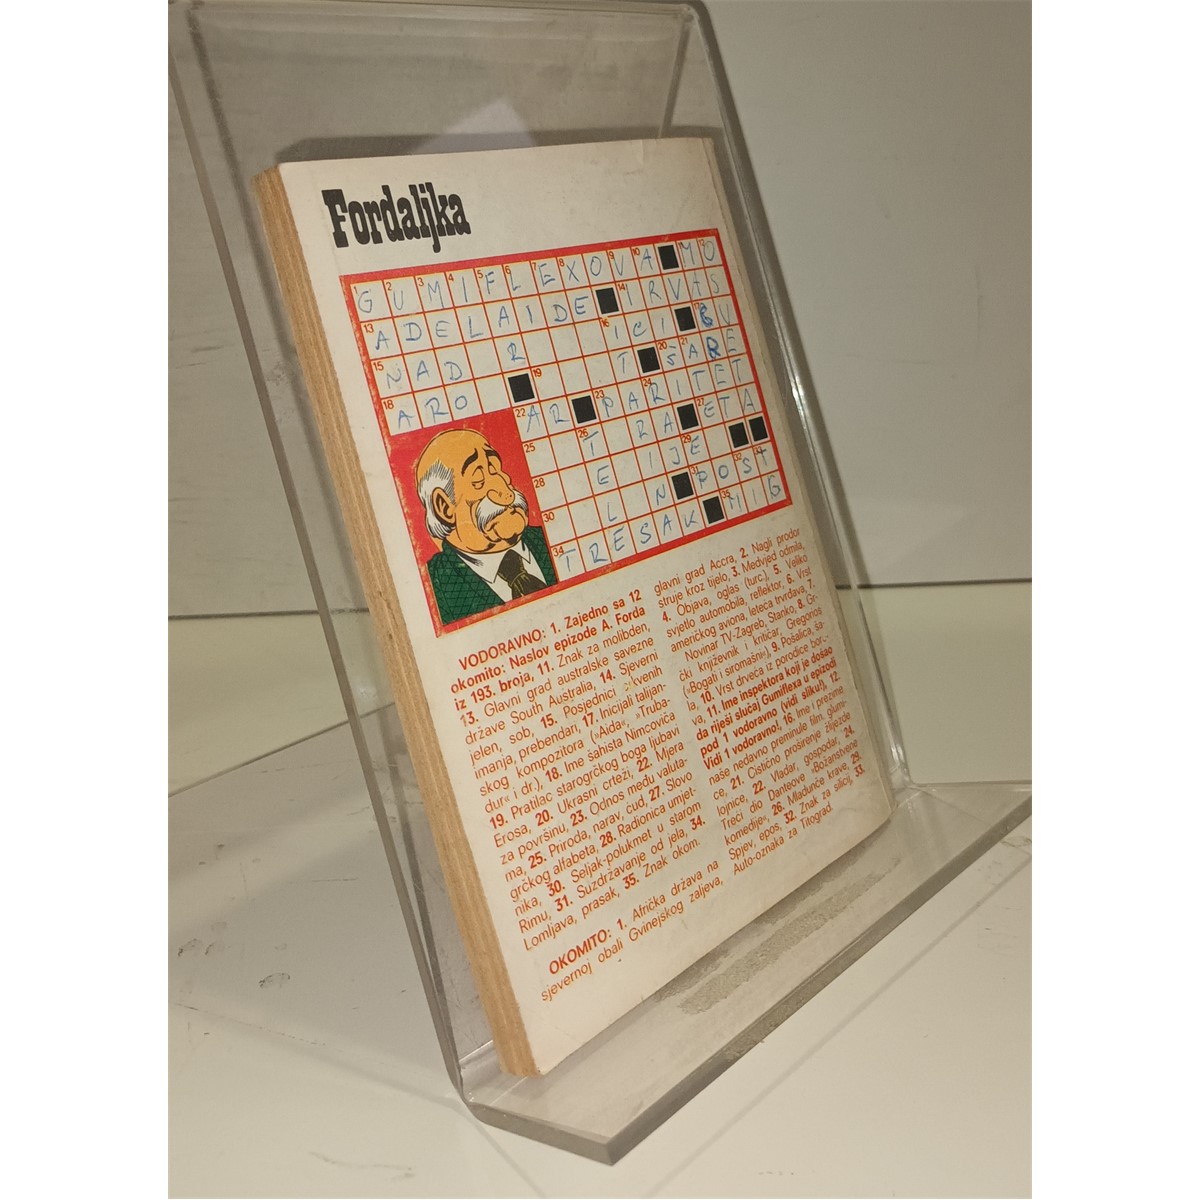 Fordaljka
G U M I F L E X O V A M O
A D E L A I D E I R V A S
N A D R I C I G U
A R O T Š A R E
A R P A R I T E T
T R A E T A
E I J E
L N P O S T
T R E S A K M I G
VODORAVNO: 1. Zajedno sa 12
okomito: Naslov epizode A. Forda
iz 193. broja, 11. Znak za molibden,
13. Glavni grad australske savezne
države South Australia, 14. Sjeverni
jelen, sob, 15. Posjednici crkvenih
imanja, prebendari, 17. Inicijali talijan-
skog kompozitora (»Aida«, »Truba-
dur« i dr.), 18. Ime šahista Nimcovića
19. Pratilac starogrčkog boga ljubavi
Erosa, 20. Ukrasni crteži, 22. Mjera
za površinu, 23. Odnos među valuta-
ma, 25. Priroda, narav, ćud, 27. Slovo
grčkog alfabeta, 28. Radionica umjet-
nika, 30. Seljak-polukmet u starom
Rimu, 31. Suzdržavanje od jela, 34.
Lomljava, prasak, 35. Znak okom.
OKOMITO: 1. Afrička država na
sjevernoj obali Gvinejskog zaljeva,
glavni grad Accra, 2. Nagli prodor
struje kroz tijelo, 3. Medvjed odmila,
4. Objava, oglas (turc.), 5. Veliko
svjetlo automobila, reflektor, 6. Vrst
američkog aviona, leteća tvrđava, 7.
Novinar TV-Zagreb, Stanko, 8. Gr-
čki književnik i kritičar, Gregorios
(»Bogati i siromašni«), 9. Pošalica, ša-
la, 10. Vrst drveća iz porodice boro-
va, 11. Ime inspektora koji je došao
da riješi slučaj Gumiflexa u epizodi
pod 1 vodoravno (vidi sliku!), 12.
Vidi 1 vodoravno!, 16. Ime i prezime
naše nedavno preminule film. glumi-
ce, 21. Cistično proširenje žlijezde
lojnice, 22. Vladar, gospodar, 24.
Treći dio Danteove »Božanstvene
komedije«, 26. Mladunče krave, 29.
Spjev, epos, 32. Znak za silicij, 33.
Auto-oznaka za Titograd.